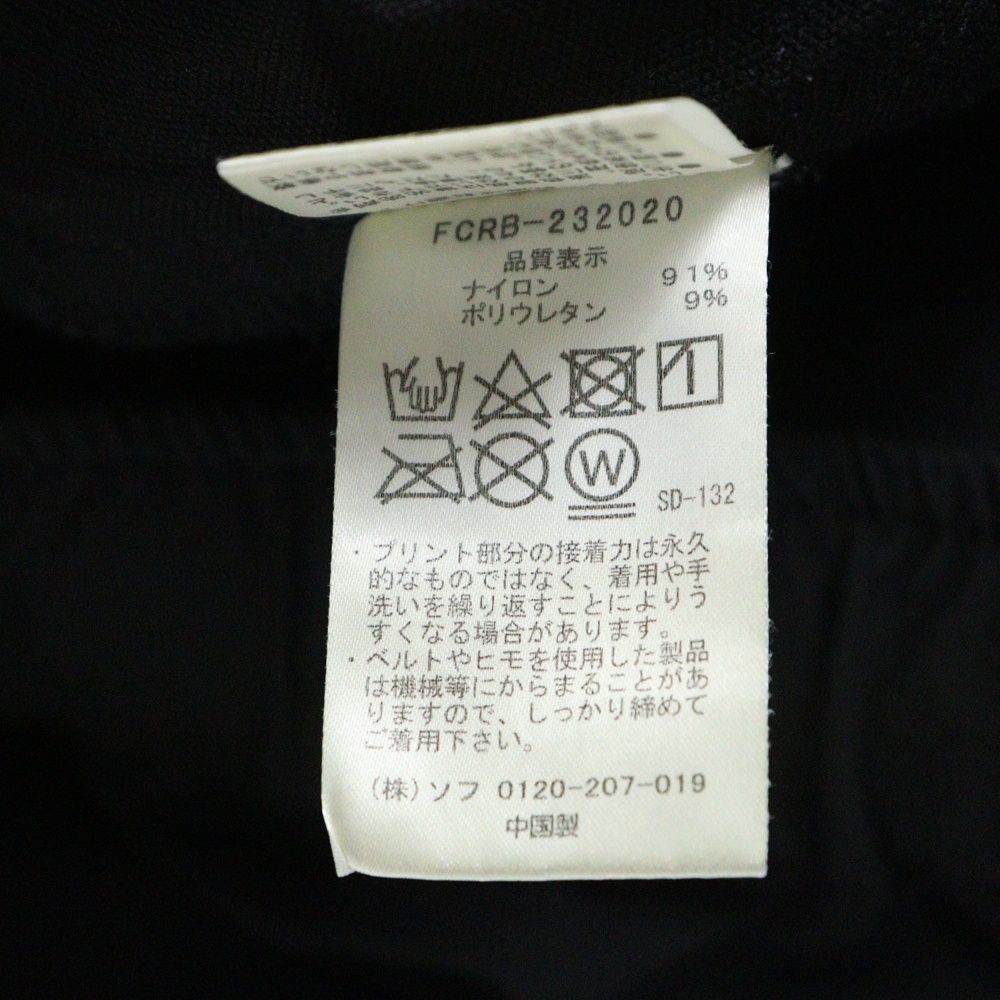 FCRB-232020
品質表示
ナイロン 91%
ポリウレタン 9%
W
SD-132
・プリント部分の接着力は永久
的なものではなく、着用や手
洗いを繰り返すことによりう
すくなる場合があります。
・ベルトやヒモを使用した製品
は機械等にからまることがあ
りますので、しっかり締めて
ご着用下さい。
(株)ソフ 0120-207-019
中国製